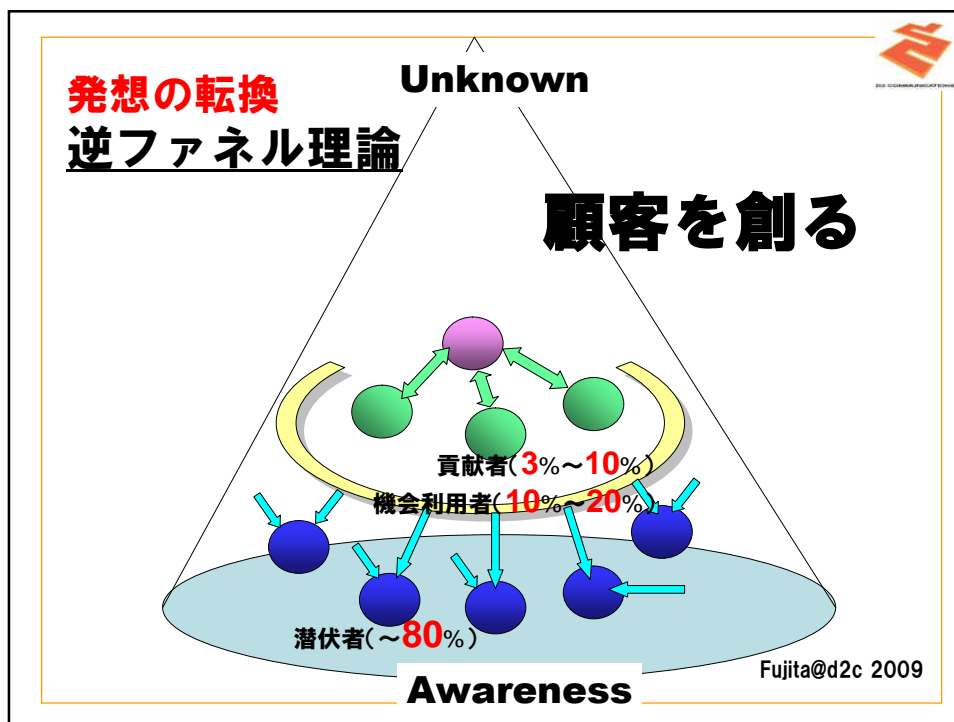 Unknown
発想の転換
逆ファネル理論
顧客を創る
貢献者(3%～10%)
機会利用者(10%～20%)
潜伏者(～80%)
Fujita@d2c 2009
Awareness